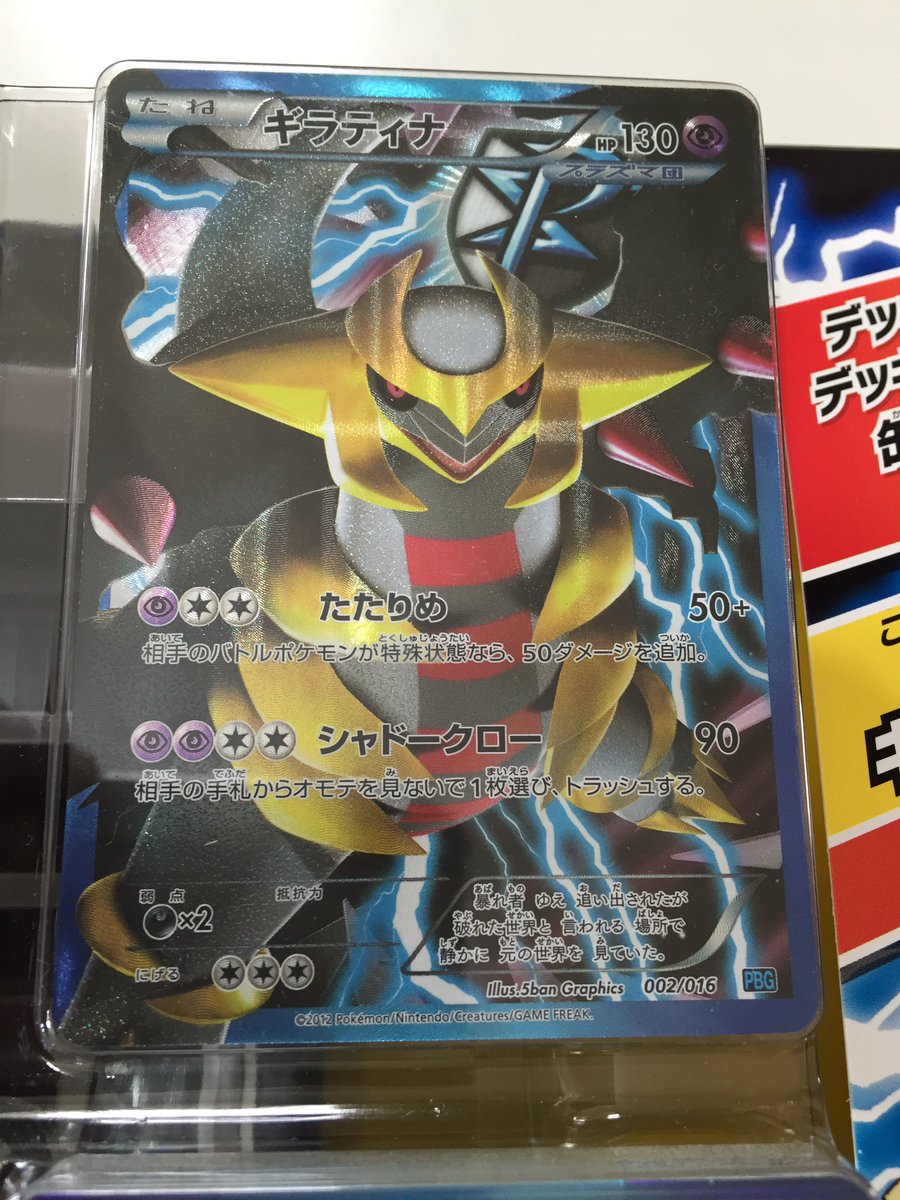 たね ギラティナ HP130
プラズマ団
たたりめ 50+
相手のバトルポケモンが特殊状態なら、50ダメージを追加。
シャドークロー 90
相手の手札からオモテを見ないで1枚選び、トラッシュする。
弱点 抵抗力
×2
にげる
暴れ者 ゆえ 追い出されたが
破れた世界と 言われる 場所で
静かに 元の世界を 見ていた。
Illus.5ban Graphics 002/016 PBG
©2012 Pokémon/Nintendo/Creatures/GAME FREAK.
デッ
デッキ
缶
こ
キ